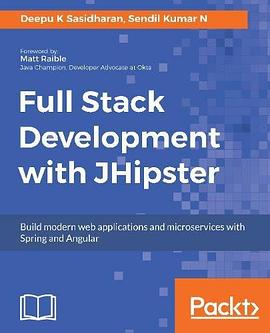 Deepu K Sasidharan, Sendil Kumar N
Foreword by:
Matt Raible
Java Champion, Developer Advocate at Okta
Full Stack
Development
with JHipster
Build modern web applications and microservices with
Spring and Angular
Packt>